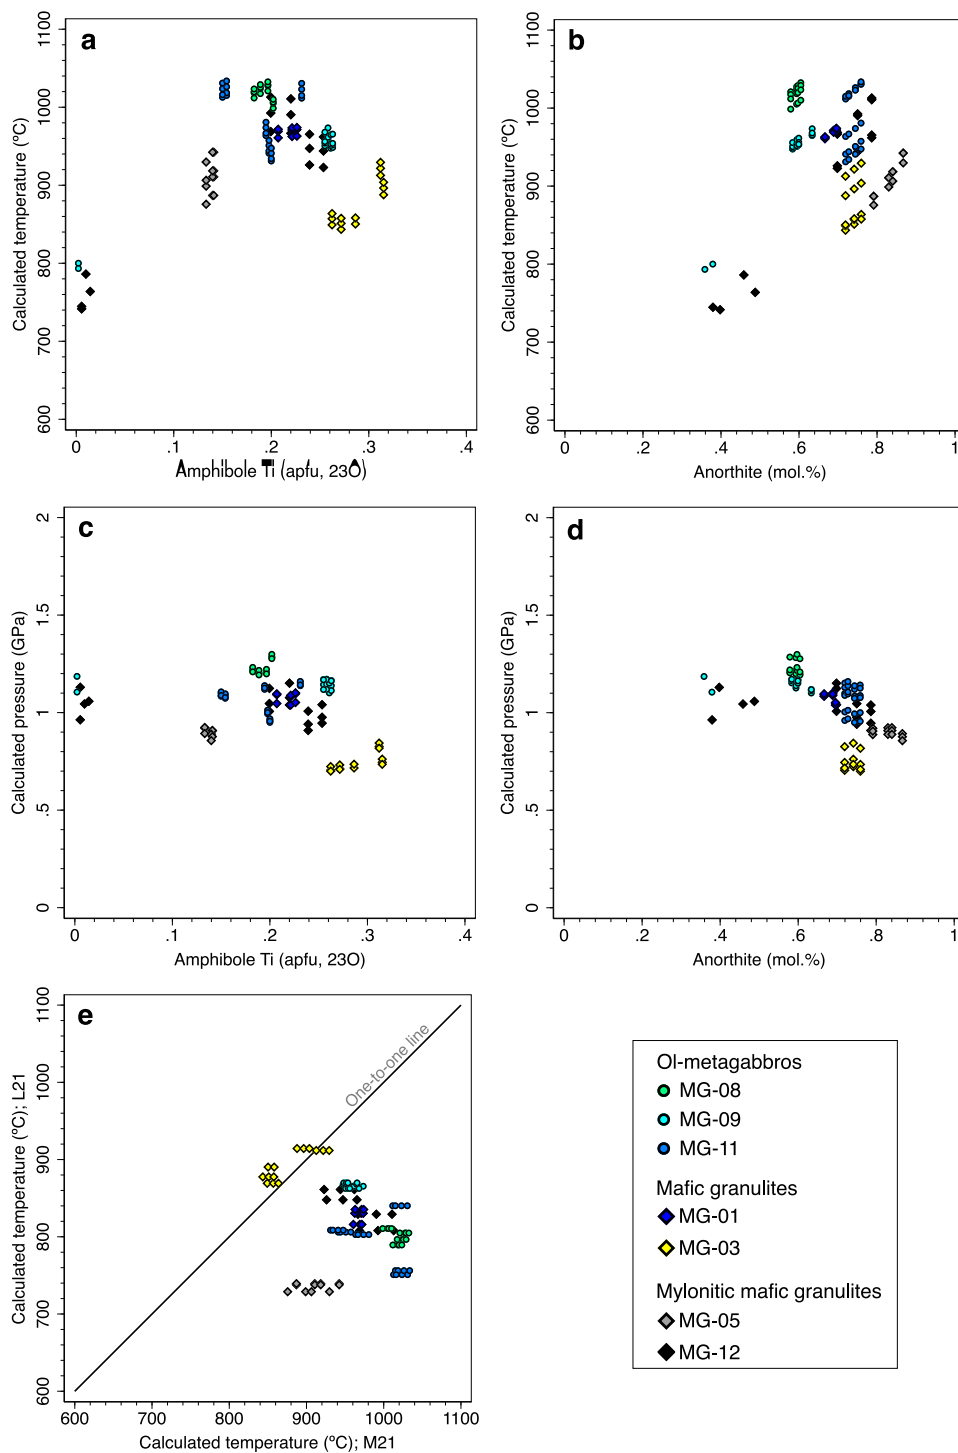 a
Calculated temperature (ºC)
1100
1000
900
800
700
600
0 .1 .2 .3 .4
Amphibole Ti (apfu, 23O)
b
Calculated temperature (ºC)
1100
1000
900
800
700
600
0 .2 .4 .6 .8 1
Anorthite (mol.%)
c
Calculated pressure (GPa)
2
1.5
1
.5
0
0 .1 .2 .3 .4
Amphibole Ti (apfu, 23O)
d
Calculated pressure (GPa)
2
1.5
1
.5
0
0 .2 .4 .6 .8 1
Anorthite (mol.%)
e
One-to-one line
Calculated temperature (ºC); L21
1100
1000
900
800
700
600
600 700 800 900 1000 1100
Calculated temperature (ºC); M21
Ol-metagabbros
MG-08
MG-09
MG-11
Mafic granulites
MG-01
MG-03
Mylonitic mafic granulites
MG-05
MG-12